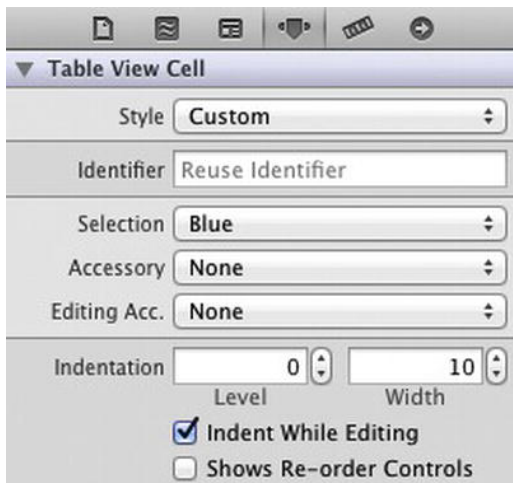 Table View Cell
Style Custom
Identifier Reuse Identifier
Selection Blue
Accessory None
Editing Acc. None
Indentation 0 10
Level Width
Indent While Editing
Shows Re-order Controls